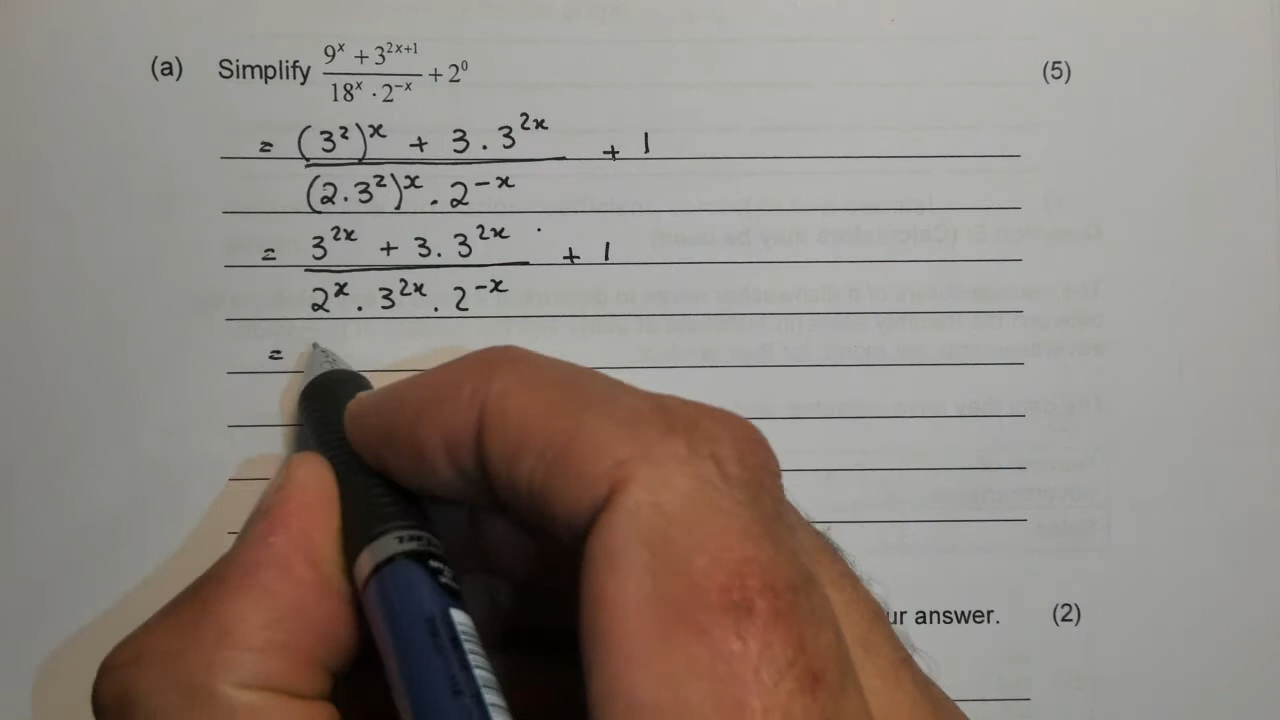 (a) Simplify (9^x + 3^(2x+1))/(18^x · 2^(-x)) + 2^0 (5)
= ((3^2)^x + 3 . 3^(2x))/((2.3^2)^x . 2^(-x)) + 1
= (3^(2x) + 3. 3^(2x))/(2^x . 3^(2x) . 2^(-x)) + 1
=
ur answer. (2)